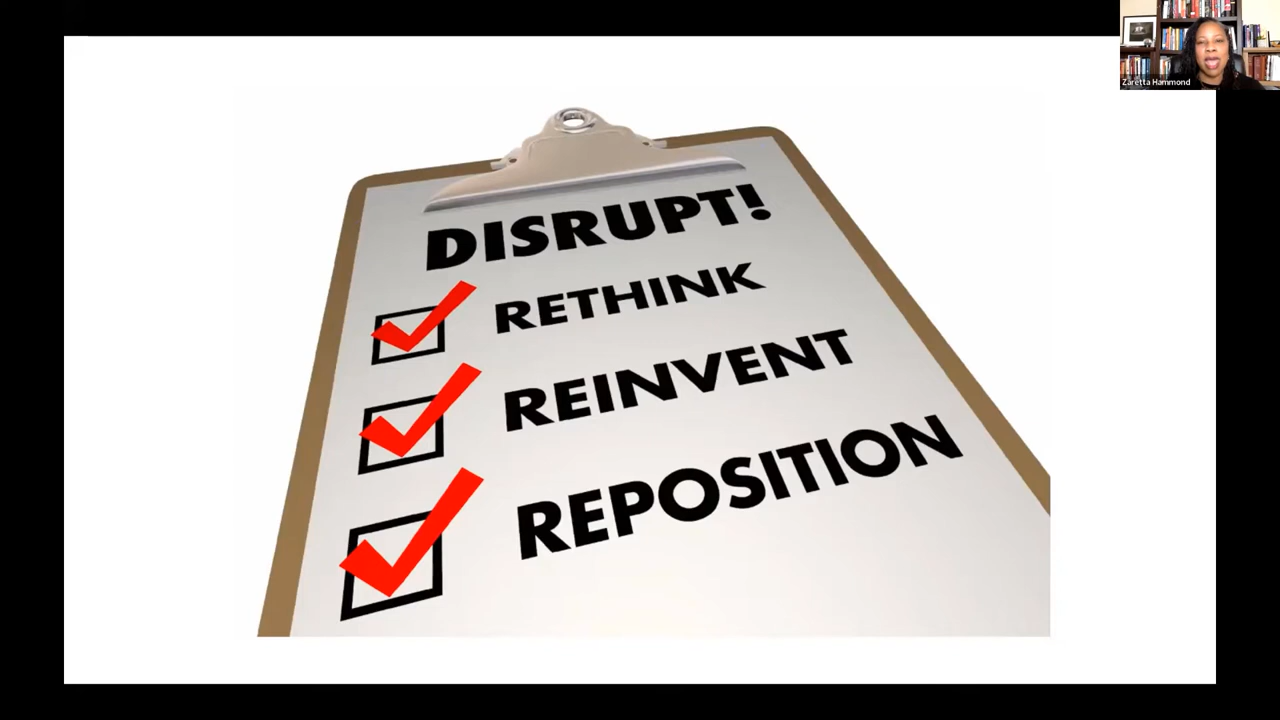 Zaretta Hammond
DISRUPT!
RETHINK
REINVENT
REPOSITION